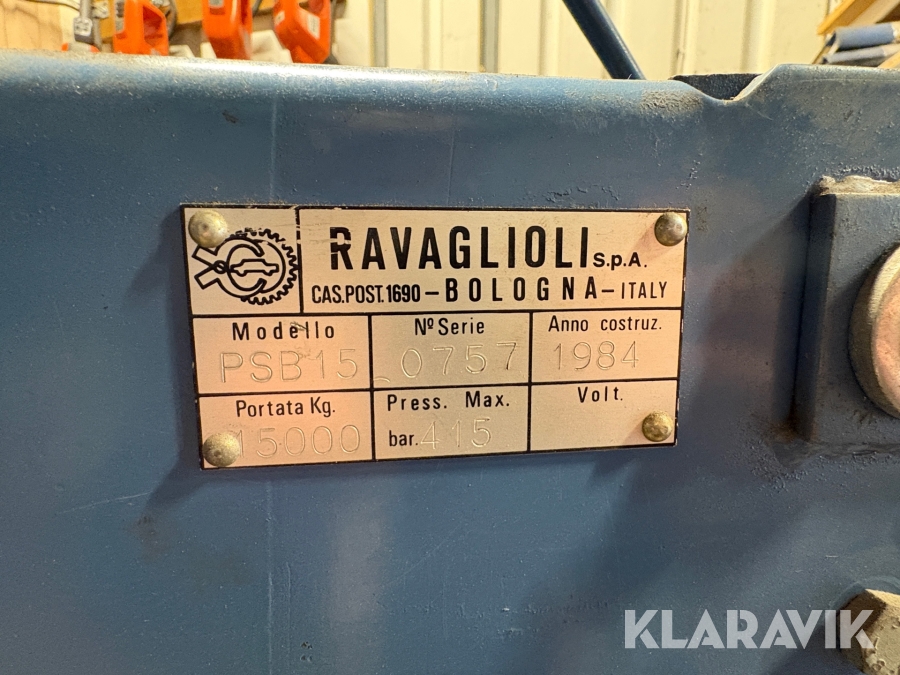 RAVAGLIOLI S.p.A.
CAS.POST.1690-BOLOGNA-ITALY
Modello
PSB15
Nº Serie
0757
Anno costruz.
1984
Portata Kg.
15000
Press. Max.
bar. 415
Volt.
KLARAVIK